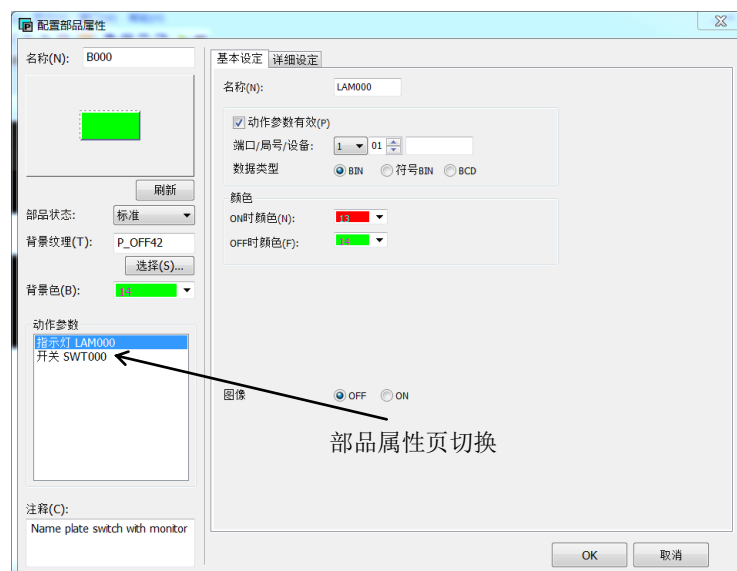 配置部品属性
名称(N): B000
刷新
部品状态: 标准
背景纹理(T): P_OFF42
选择(S)...
背景色(B): 14
动作参数
指示灯 LAM000
开关 SWT000
注释(C):
Name plate switch with monitor
基本设定 详细设定
名称(N): LAM000
动作参数有效(P)
端口/局号/设备: 1 01
数据类型 BIN 符号BIN BCD
颜色
ON时颜色(N): 13
OFF时颜色(F): 14
图像 OFF ON
部品属性页切换
OK 取消